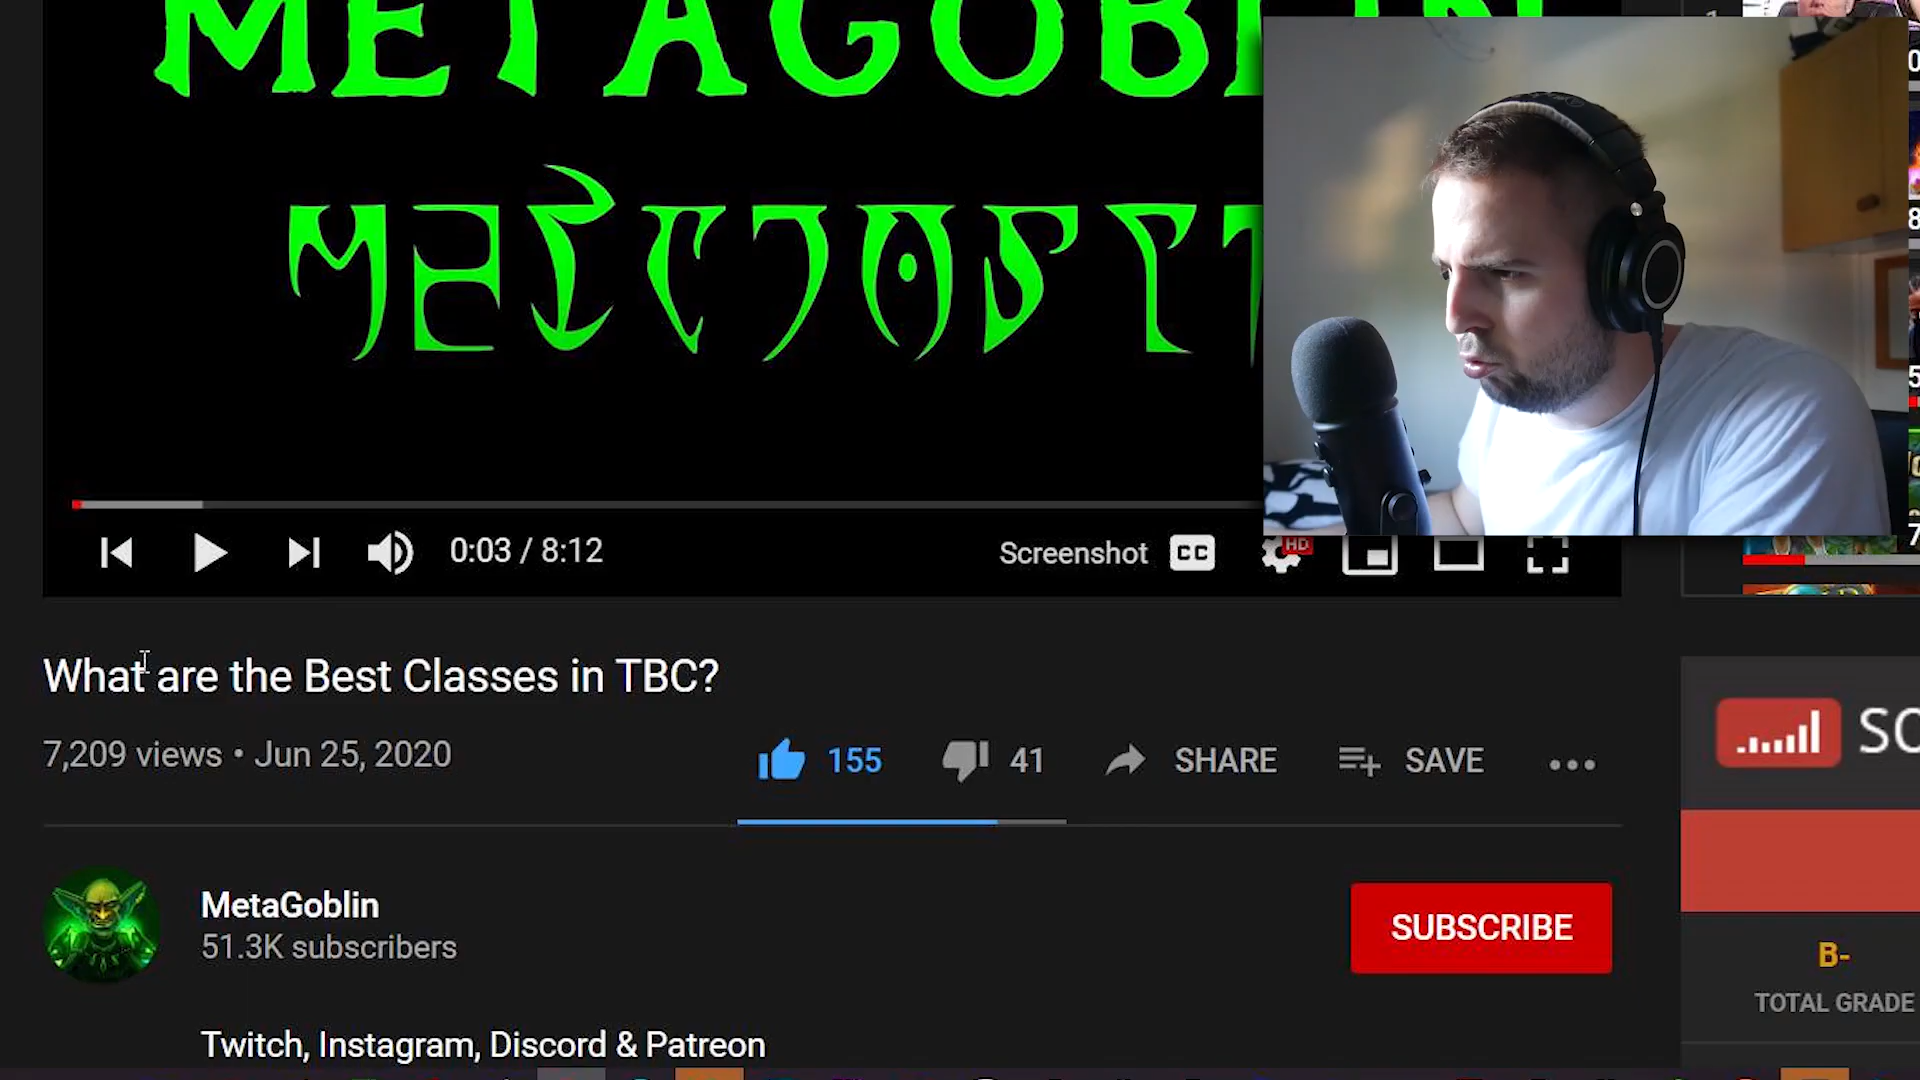 METAGOB
0:03 / 8:12
Screenshot
CC
HD
What are the Best Classes in TBC?
7,209 views • Jun 25, 2020
155
41
SHARE
SAVE
MetaGoblin
51.3K subscribers
SUBSCRIBE
B-
TOTAL GRADE
Twitch, Instagram, Discord & Patreon